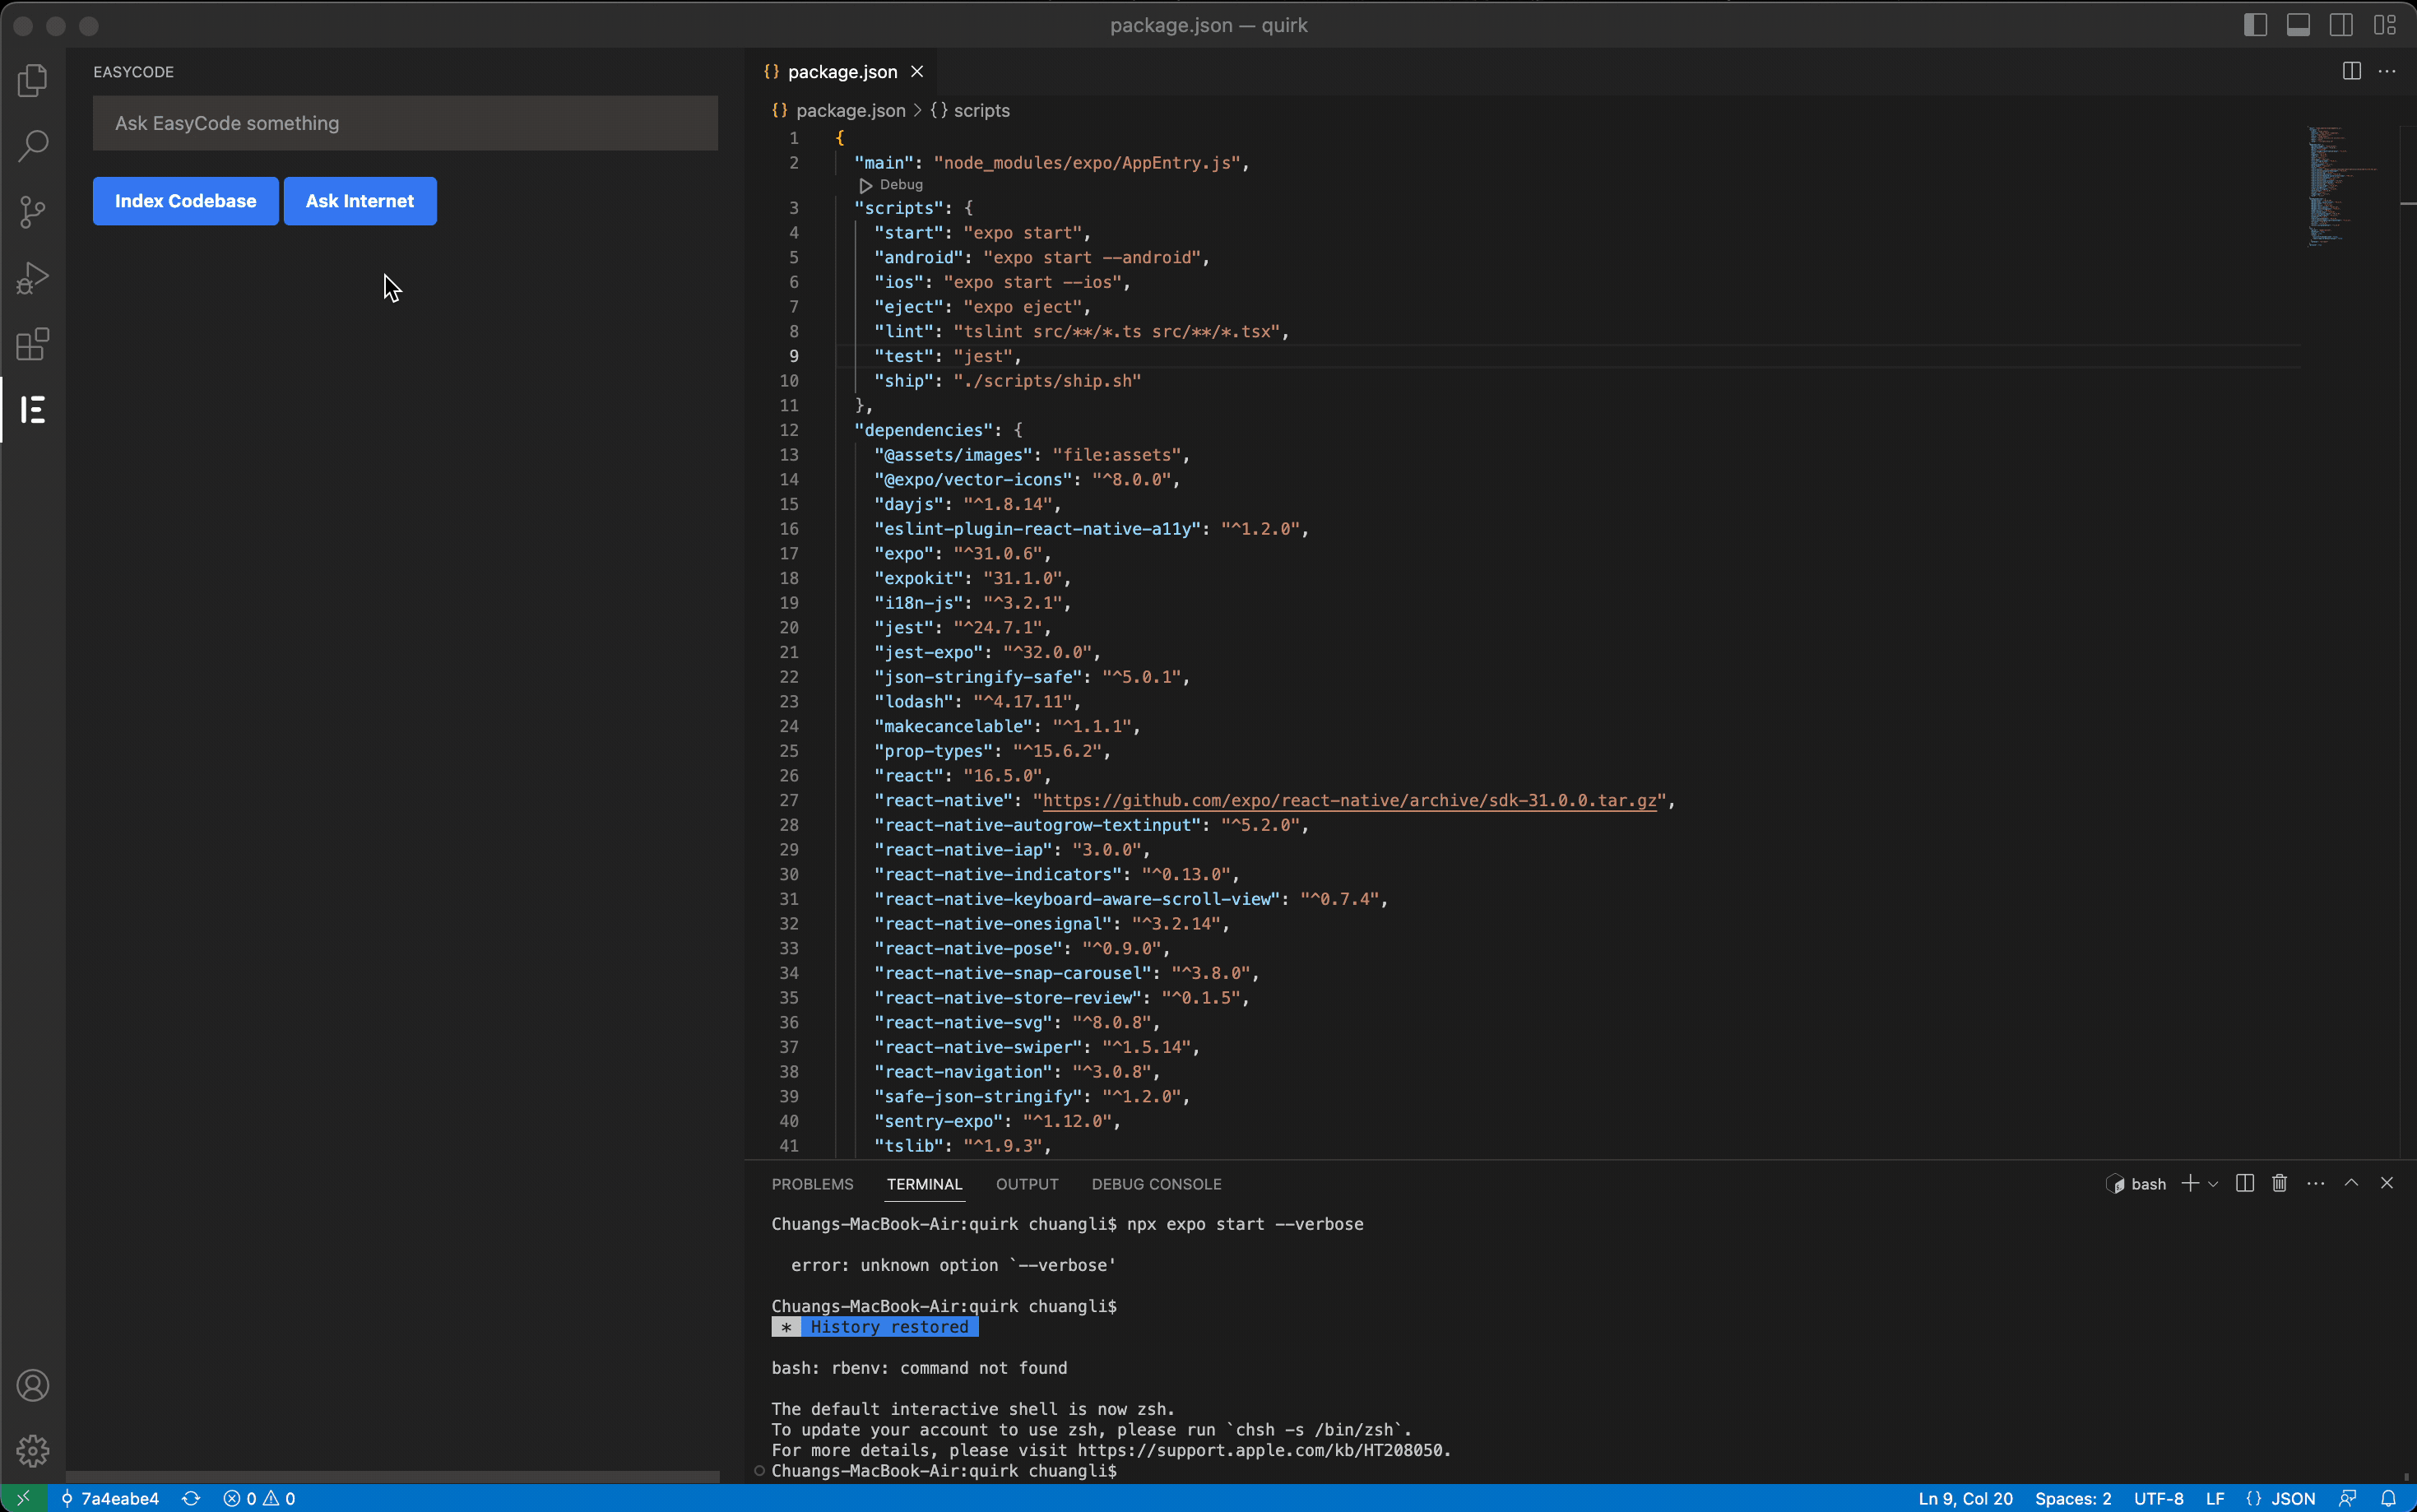 package.json — quirk
EASYCODE
Ask EasyCode something
Index Codebase
Ask Internet
{} package.json ×
{} package.json > {} scripts
1 {
2 "main": "node_modules/expo/AppEntry.js",
Debug
3 "scripts": {
4 "start": "expo start",
5 "android": "expo start --android",
6 "ios": "expo start --ios",
7 "eject": "expo eject",
8 "lint": "tslint src/**/*.ts src/**/*.tsx",
9 "test": "jest",
10 "ship": "./scripts/ship.sh"
11 },
12 "dependencies": {
13 "@assets/images": "file:assets",
14 "@expo/vector-icons": "^8.0.0",
15 "dayjs": "^1.8.14",
16 "eslint-plugin-react-native-a11y": "^1.2.0",
17 "expo": "^31.0.6",
18 "expokit": "31.1.0",
19 "i18n-js": "^3.2.1",
20 "jest": "^24.7.1",
21 "jest-expo": "^32.0.0",
22 "json-stringify-safe": "^5.0.1",
23 "lodash": "^4.17.11",
24 "makecancelable": "^1.1.1",
25 "prop-types": "^15.6.2",
26 "react": "16.5.0",
27 "react-native": "https://github.com/expo/react-native/archive/sdk-31.0.0.tar.gz",
28 "react-native-autogrow-textinput": "^5.2.0",
29 "react-native-iap": "3.0.0",
30 "react-native-indicators": "^0.13.0",
31 "react-native-keyboard-aware-scroll-view": "^0.7.4",
32 "react-native-onesignal": "^3.2.14",
33 "react-native-pose": "^0.9.0",
34 "react-native-snap-carousel": "^3.8.0",
35 "react-native-store-review": "^0.1.5",
36 "react-native-svg": "^8.0.8",
37 "react-native-swiper": "^1.5.14",
38 "react-navigation": "^3.0.8",
39 "safe-json-stringify": "^1.2.0",
40 "sentry-expo": "^1.12.0",
41 "tslib": "^1.9.3",
PROBLEMS TERMINAL OUTPUT DEBUG CONSOLE
bash
Chuangs-MacBook-Air:quirk chuangli$ npx expo start --verbose
error: unknown option `--verbose'
Chuangs-MacBook-Air:quirk chuangli$
* History restored
bash: rbenv: command not found
The default interactive shell is now zsh.
To update your account to use zsh, please run `chsh -s /bin/zsh`.
For more details, please visit https://support.apple.com/kb/HT208050.
Chuangs-MacBook-Air:quirk chuangli$
7a4eabe4 0 0 Ln 9, Col 20 Spaces: 2 UTF-8 LF {} JSON